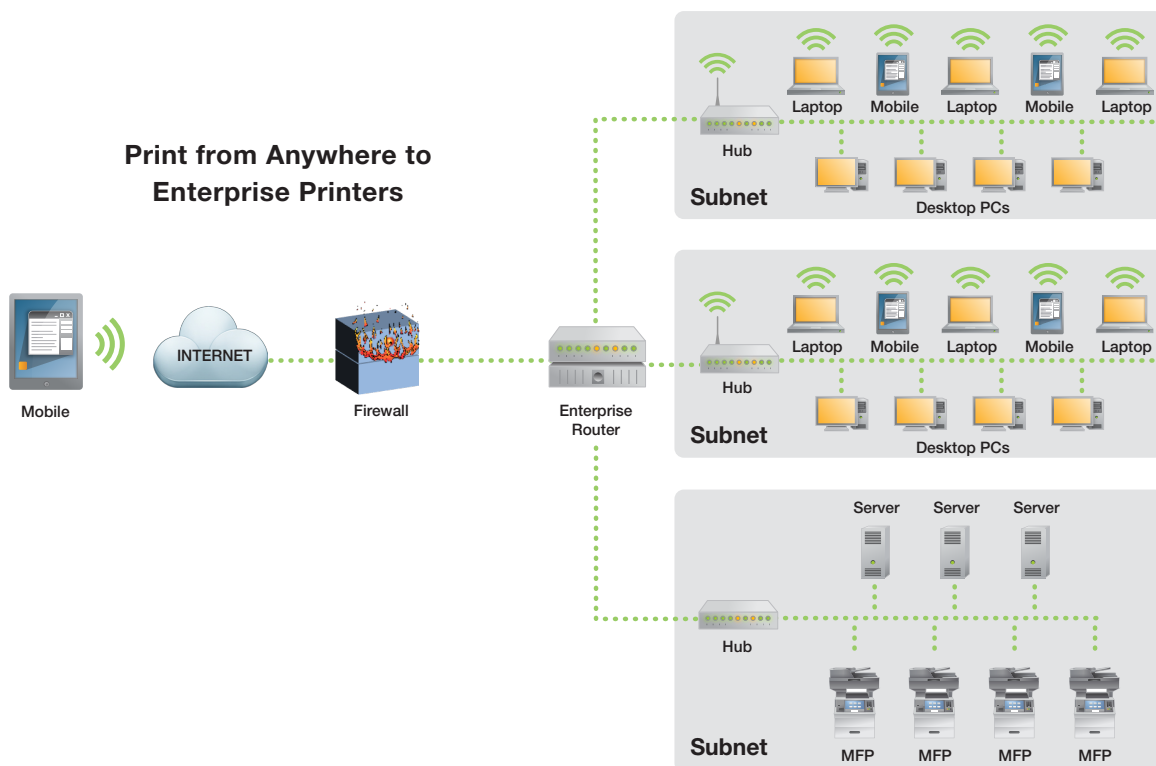 Print from Anywhere to
Enterprise Printers
Mobile
INTERNET
Firewall
Enterprise
Router
Laptop Mobile Laptop Mobile Laptop
Hub
Subnet
Desktop PCs
Laptop Mobile Laptop Mobile Laptop
Hub
Subnet
Desktop PCs
Server Server Server
Hub
Subnet
MFP MFP MFP MFP